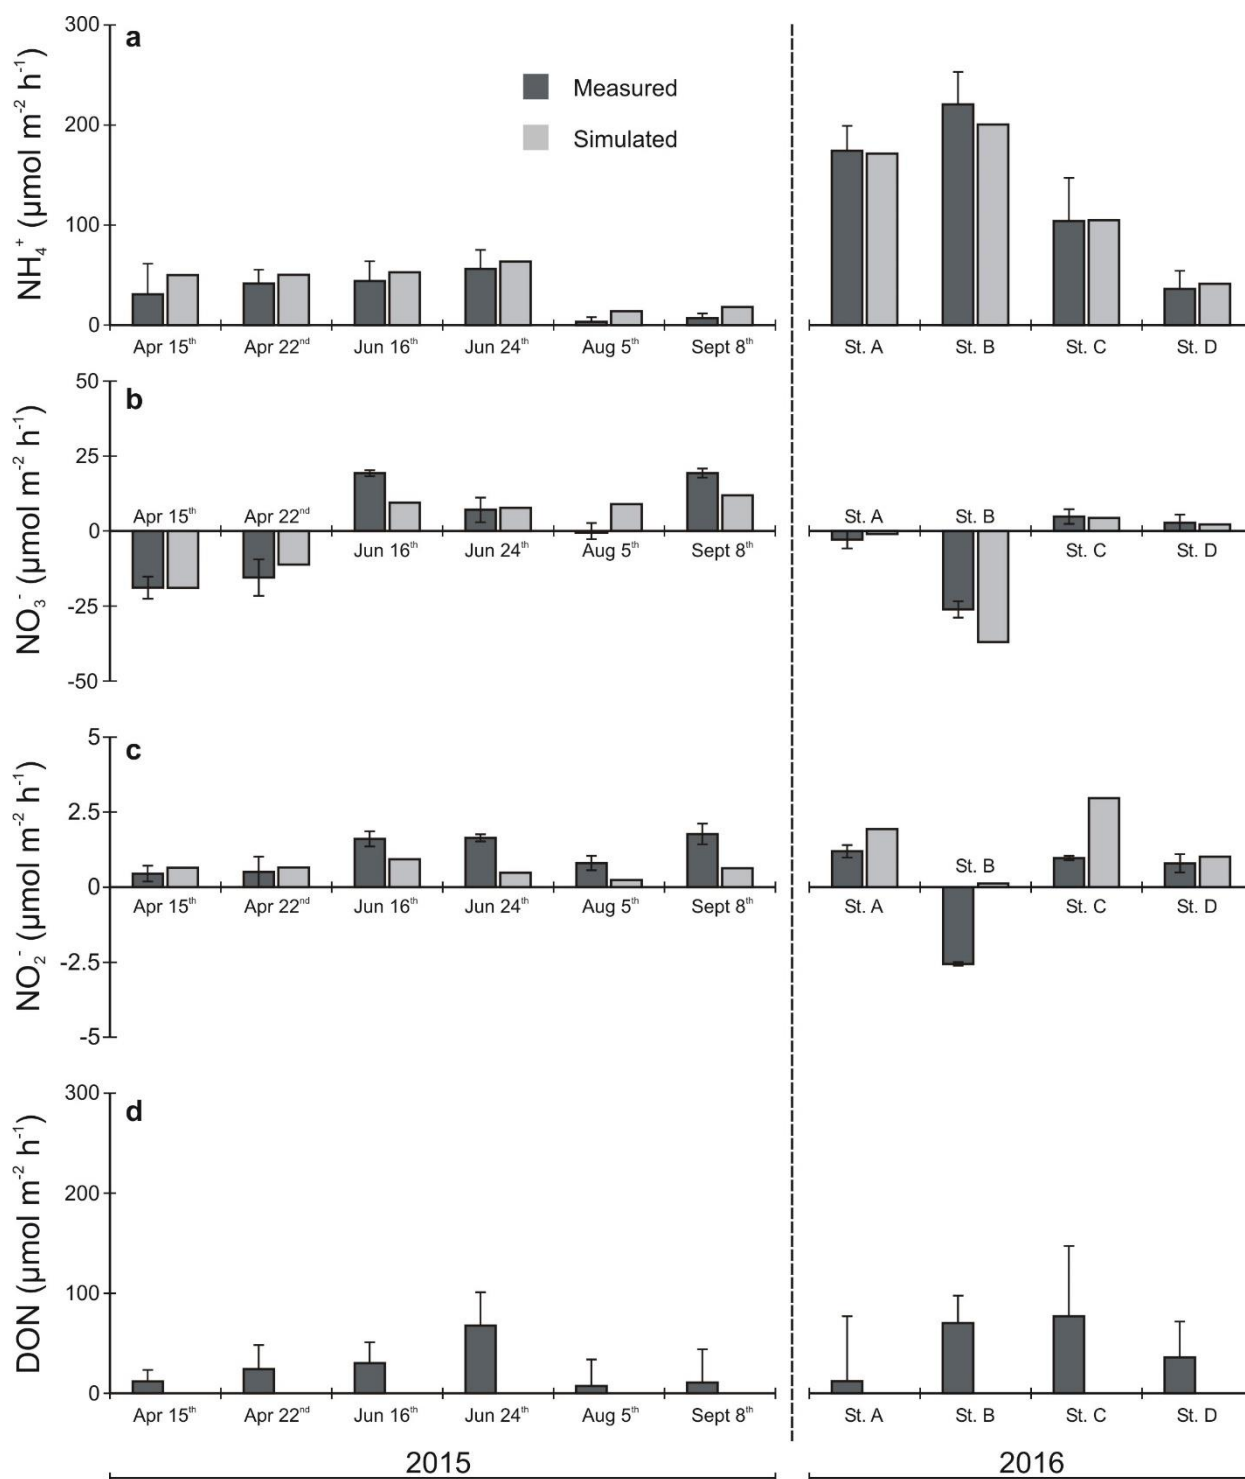 a
NH₄⁺ (μmol m⁻² h⁻¹)
300
200
100
0
Measured
Simulated
Apr 15th Apr 22nd Jun 16th Jun 24th Aug 5th Sept 8th St. A St. B St. C St. D
b
NO₃⁻ (μmol m⁻² h⁻¹)
50
25
0
-25
-50
Apr 15th Apr 22nd St. A St. B
Jun 16th Jun 24th Aug 5th Sept 8th St. C St. D
c
NO₂⁻ (μmol m⁻² h⁻¹)
5
2.5
0
-2.5
-5
St. B
Apr 15th Apr 22nd Jun 16th Jun 24th Aug 5th Sept 8th St. A St. C St. D
d
DON (μmol m⁻² h⁻¹)
300
200
100
0
Apr 15th Apr 22nd Jun 16th Jun 24th Aug 5th Sept 8th St. A St. B St. C St. D
2015 2016